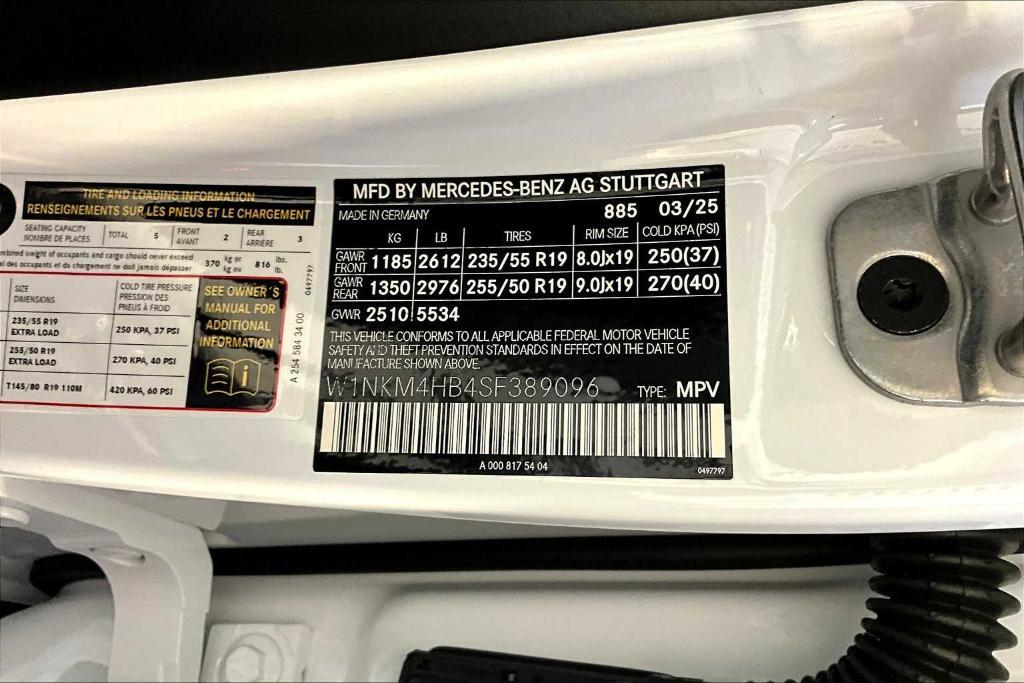 TIRE AND LOADING INFORMATION
RENSEIGNEMENTS SUR LES PNEUS ET LE CHARGEMENT
SEATING CAPACITY
NOMBRE DE PLACES
TOTAL 5
FRONT
AVANT
2
REAR
ARRIÈRE
3
combined weight of occupants and cargo should never exceed
des occupants et du chargement ne doit jamais dépasser
370 kg or
kg ou
816 lbs.
lb.
SIZE
DIMENSIONS
COLD TIRE PRESSURE
PRESSION DES
PNEUS À FROID
235/55 R19
EXTRA LOAD
250 KPA, 37 PSI
255/50 R19
EXTRA LOAD
270 KPA, 40 PSI
T145/80 R19 110M
420 KPA, 60 PSI
SEE OWNER'S
MANUAL FOR
ADDITIONAL
INFORMATION
i
A 254 584 34 00
0497797
MFD BY MERCEDES-BENZ AG STUTTGART
MADE IN GERMANY 885 03/25
KG LB TIRES RIM SIZE COLD KPA (PSI)
GAWR
FRONT
1185 2612 235/55 R19 8.0Jx19 250(37)
GAWR
REAR
1350 2976 255/50 R19 9.0Jx19 270(40)
GVWR 2510 5534
THIS VEHICLE CONFORMS TO ALL APPLICABLE FEDERAL MOTOR VEHICLE
SAFETY AND THEFT PREVENTION STANDARDS IN EFFECT ON THE DATE OF
MANUFACTURE SHOWN ABOVE.
W1NKM4HB4SF389096 TYPE: MPV
A 000 817 54 04
0497797